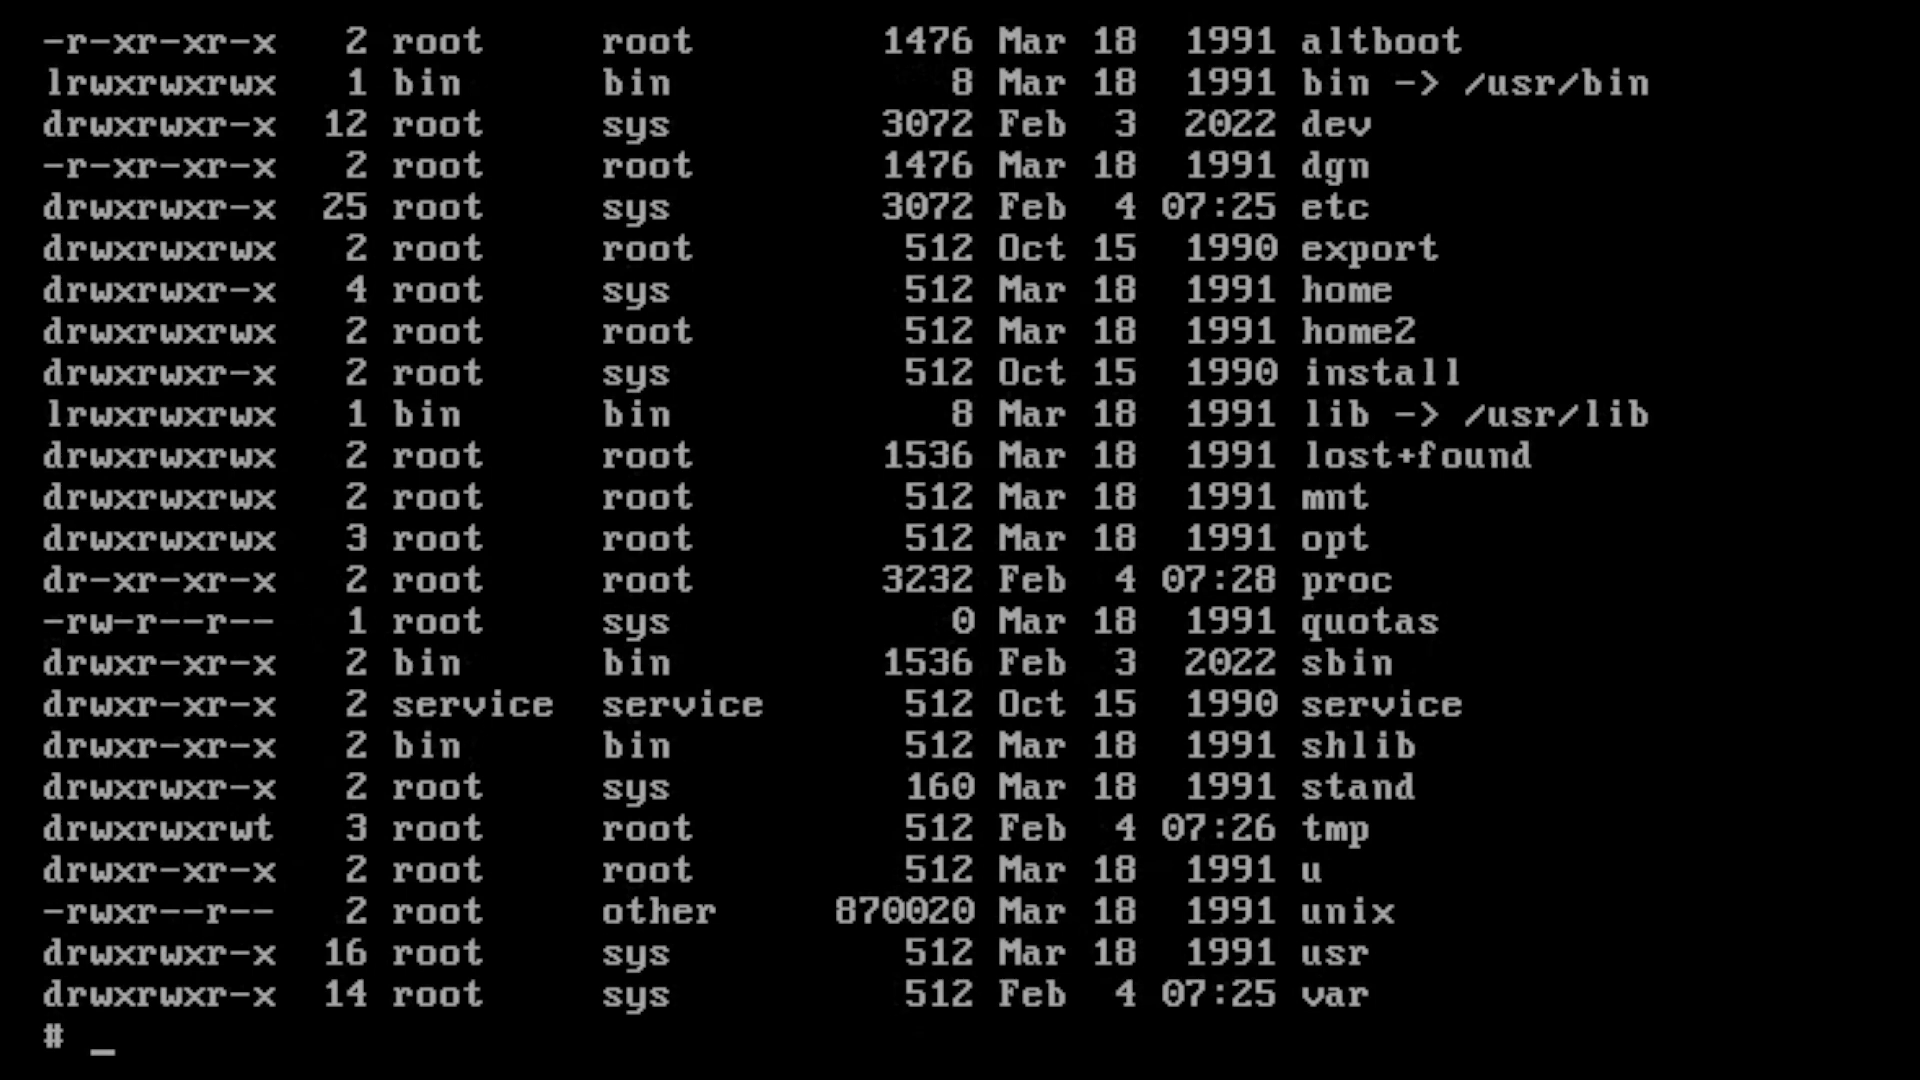 -r-xr-xr-x   2 root     root        1476 Mar 18  1991 altboot
lrwxrwxrwx   1 bin      bin            8 Mar 18  1991 bin -> /usr/bin
drwxrwxr-x  12 root     sys         3072 Feb  3  2022 dev
-r-xr-xr-x   2 root     root        1476 Mar 18  1991 dgn
drwxrwxr-x  25 root     sys         3072 Feb  4 07:25 etc
drwxrwxrwx   2 root     root         512 Oct 15  1990 export
drwxrwxr-x   4 root     sys          512 Mar 18  1991 home
drwxrwxrwx   2 root     root         512 Mar 18  1991 home2
drwxrwxr-x   2 root     sys          512 Oct 15  1990 install
lrwxrwxrwx   1 bin      bin            8 Mar 18  1991 lib -> /usr/lib
drwxrwxrwx   2 root     root        1536 Mar 18  1991 lost+found
drwxrwxrwx   2 root     root         512 Mar 18  1991 mnt
drwxrwxrwx   3 root     root         512 Mar 18  1991 opt
dr-xr-xr-x   2 root     root        3232 Feb  4 07:28 proc
-rw-r--r--   1 root     sys            0 Mar 18  1991 quotas
drwxr-xr-x   2 bin      bin         1536 Feb  3  2022 sbin
drwxr-xr-x   2 service  service      512 Oct 15  1990 service
drwxr-xr-x   2 bin      bin          512 Mar 18  1991 shlib
drwxrwxr-x   2 root     sys          160 Mar 18  1991 stand
drwxrwxrwt   3 root     root         512 Feb  4 07:26 tmp
drwxr-xr-x   2 root     root         512 Mar 18  1991 u
-rwxr--r--   2 root     other     870020 Mar 18  1991 unix
drwxrwxr-x  16 root     sys          512 Mar 18  1991 usr
drwxrwxr-x  14 root     sys          512 Feb  4 07:25 var
# _